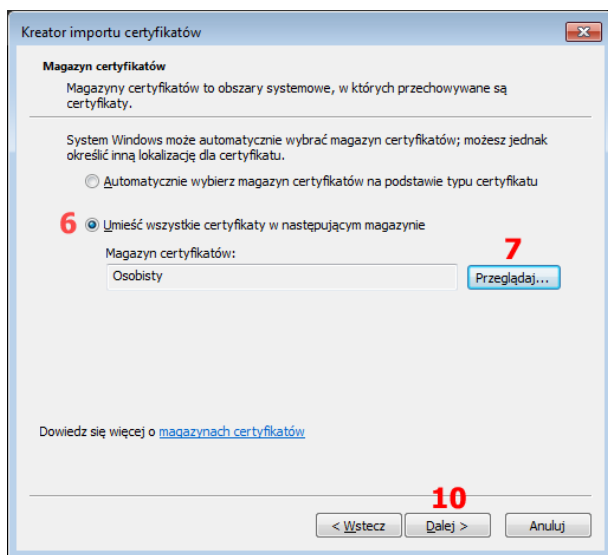 Kreator importu certyfikatów
Magazyn certyfikatów
Magazyny certyfikatów to obszary systemowe, w których przechowywane są
certyfikaty.
System Windows może automatycznie wybrać magazyn certyfikatów; możesz jednak
określić inną lokalizację dla certyfikatu.
Automatycznie wybierz magazyn certyfikatów na podstawie typu certyfikatu
6 Umieść wszystkie certyfikaty w następującym magazynie
Magazyn certyfikatów:
7
Osobisty Przeglądaj...
Dowiedz się więcej o magazynach certyfikatów
10
< Wstecz Dalej > Anuluj